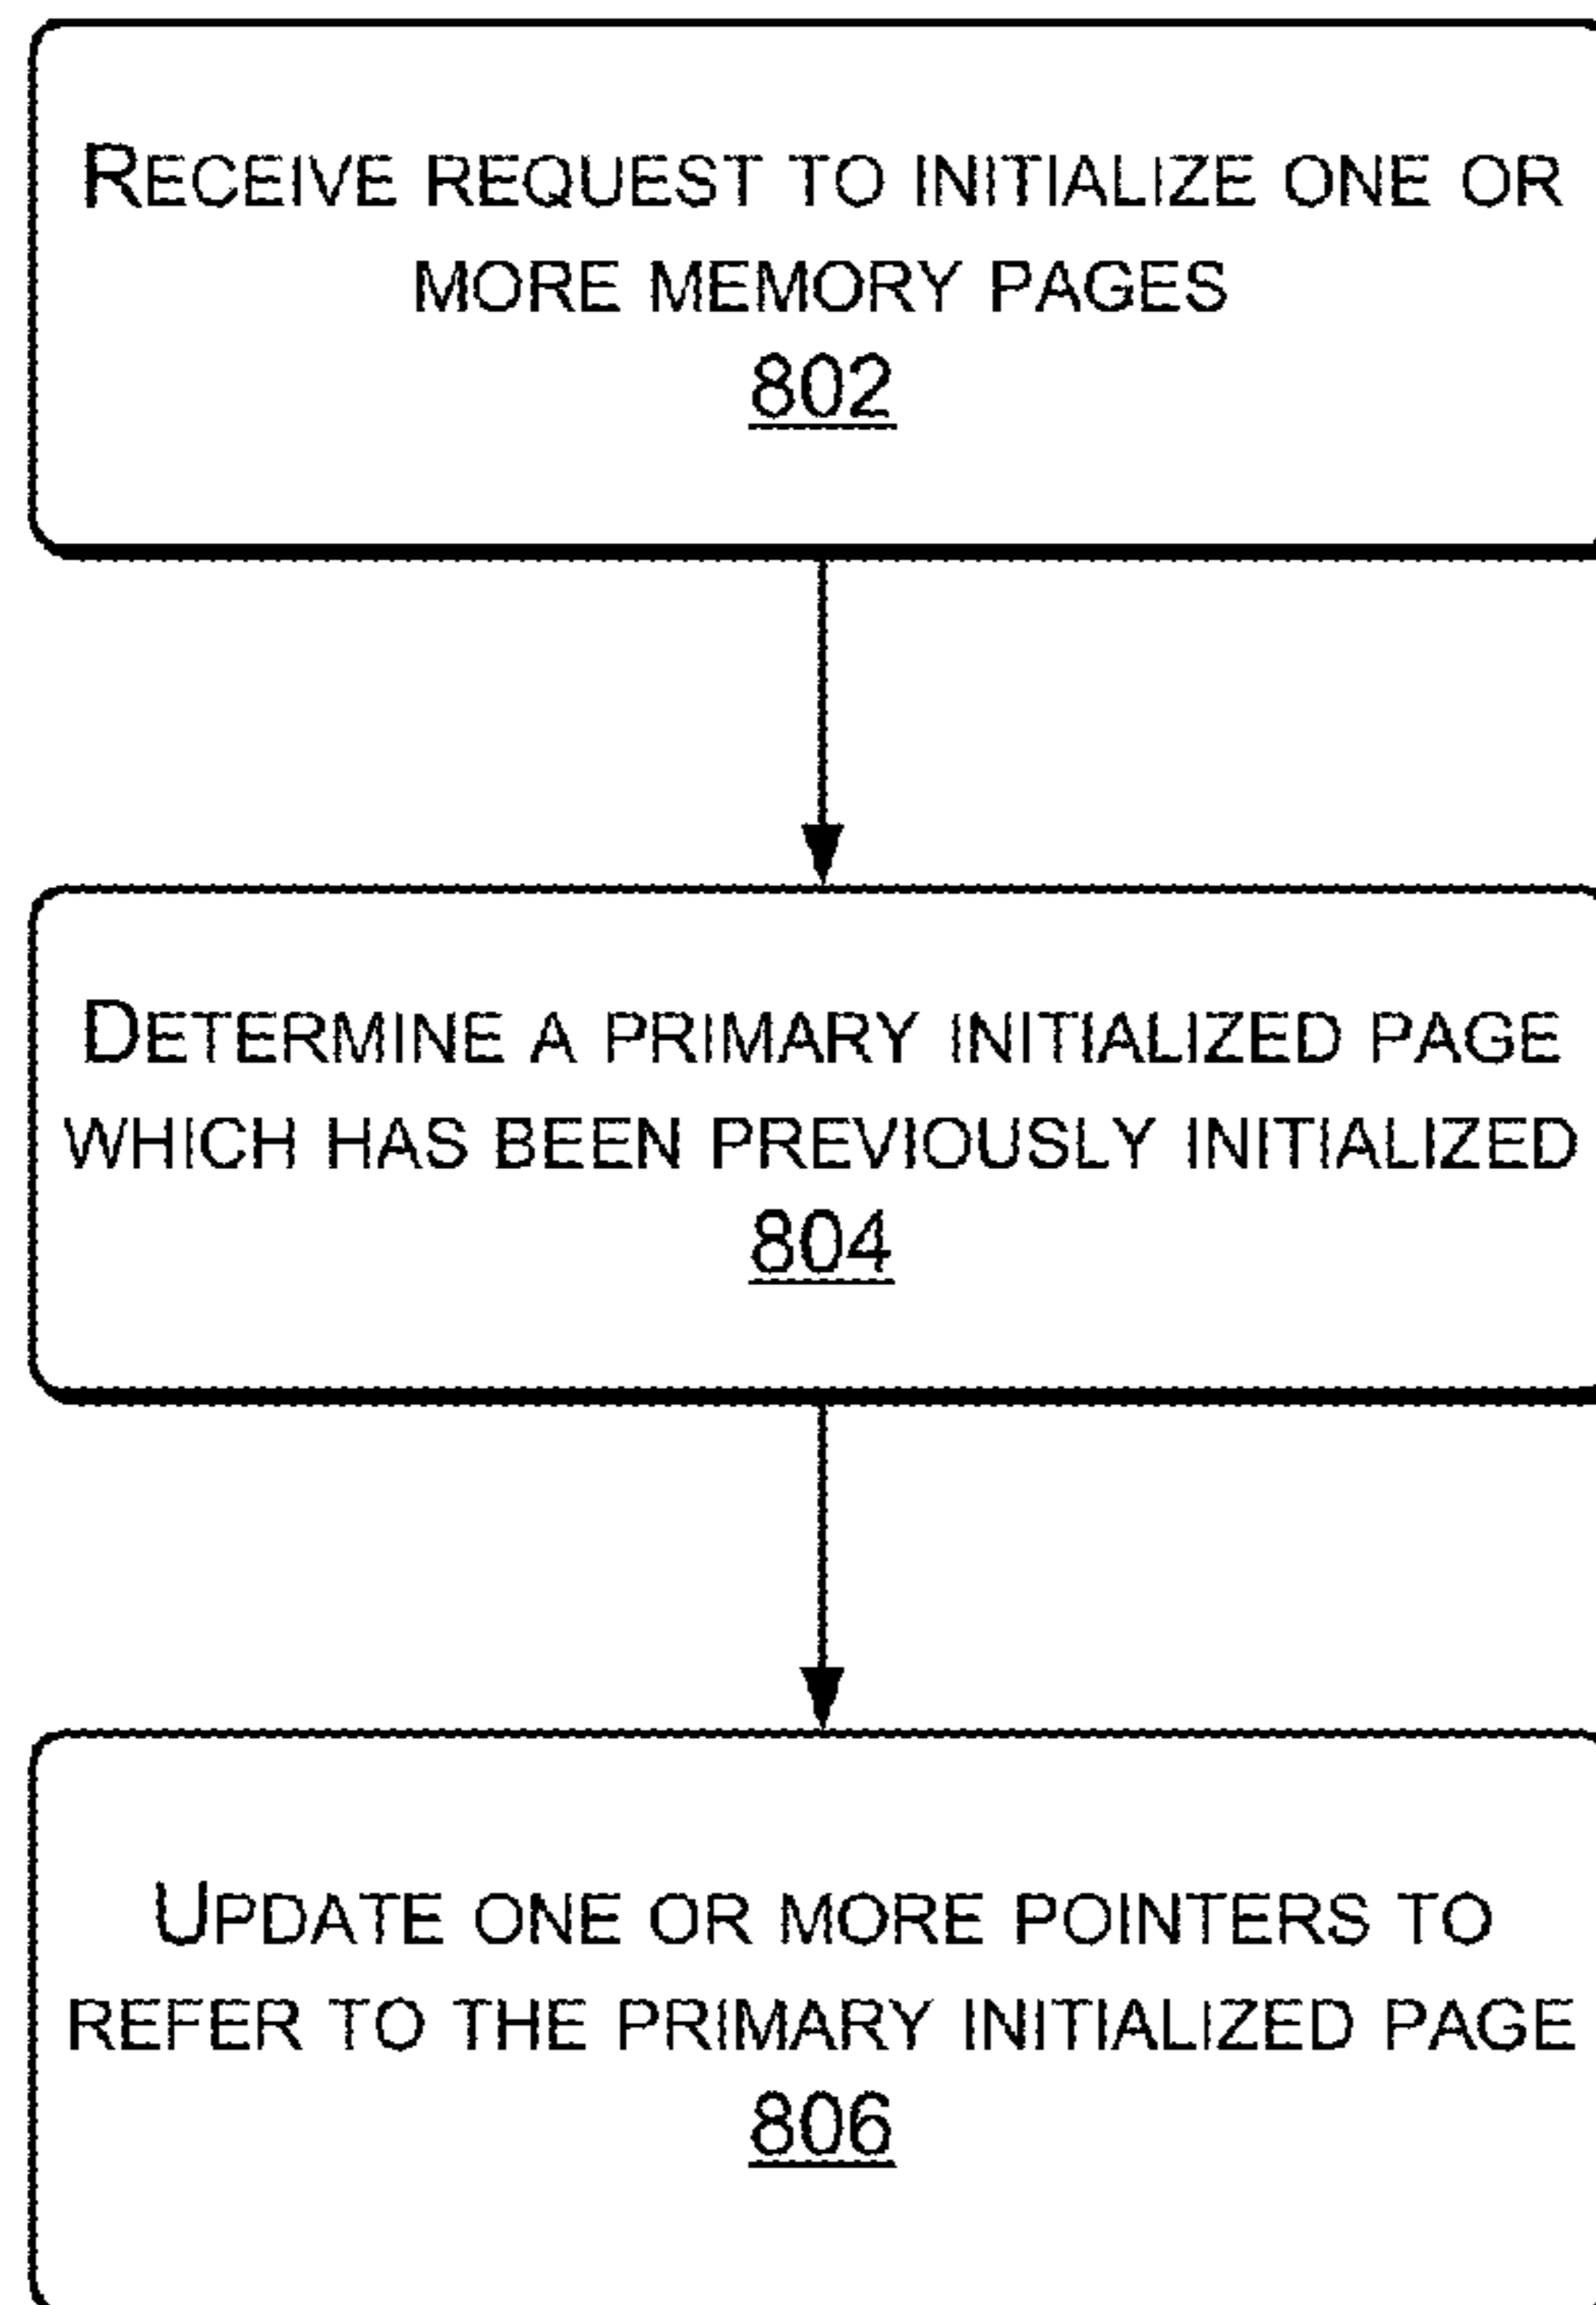 RECEIVE REQUEST TO INITIALIZE ONE OR
MORE MEMORY PAGES
802
DETERMINE A PRIMARY INITIALIZED PAGE
WHICH HAS BEEN PREVIOUSLY INITIALIZED
804
UPDATE ONE OR MORE POINTERS TO
REFER TO THE PRIMARY INITIALIZED PAGE
806